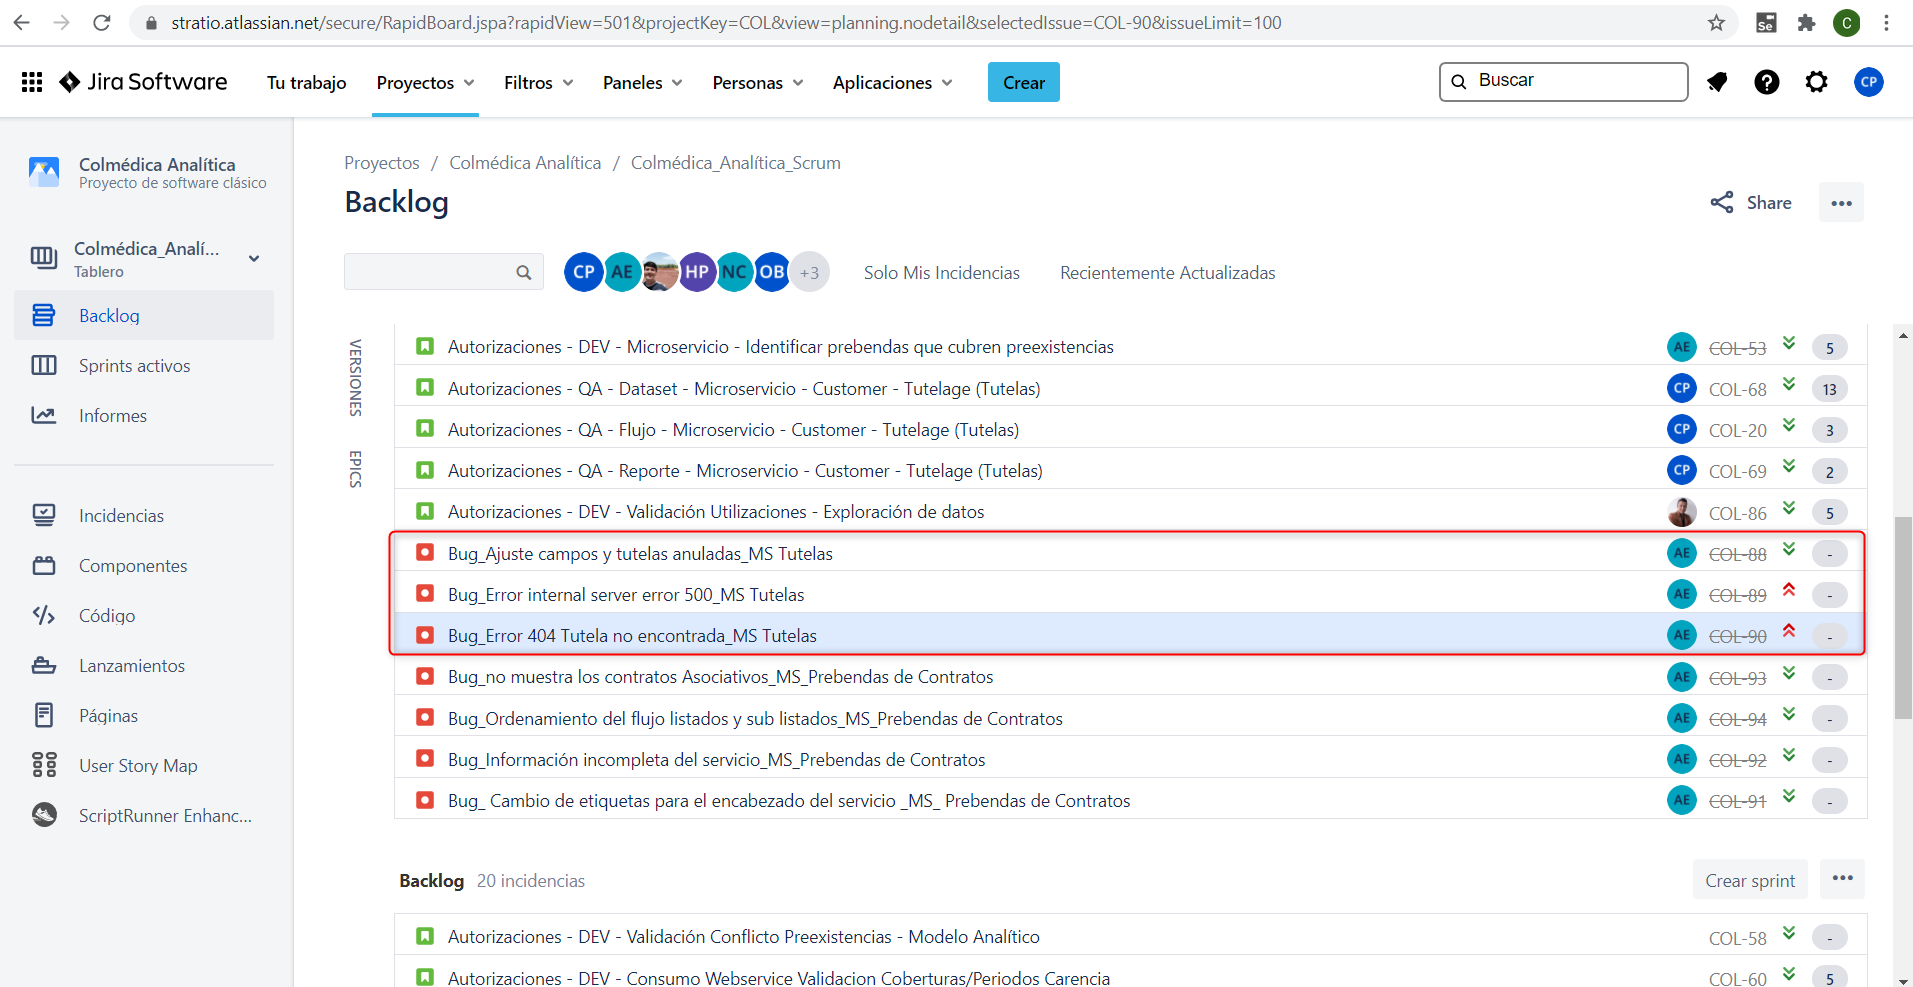 stratio.atlassian.net/secure/RapidBoard.jspa?rapidView=501&projectKey=COL&view=planning.nodetail&selectedIssue=COL-90&issueLimit=100
Se
C
Jira Software
Tu trabajo
Proyectos
Filtros
Paneles
Personas
Aplicaciones
Crear
Buscar
CP
Colmédica Analítica
Proyecto de software clásico
Colmédica_Analí...
Tablero
Backlog
Sprints activos
Informes
Incidencias
Componentes
Código
Lanzamientos
Páginas
User Story Map
ScriptRunner Enhanc...
Proyectos / Colmédica Analítica / Colmédica_Analítica_Scrum
Backlog
Share
CP AE HP NC OB +3
Solo Mis Incidencias
Recientemente Actualizadas
VERSIONES
EPICS
Autorizaciones - DEV - Microservicio - Identificar prebendas que cubren preexistencias AE COL-53 5
Autorizaciones - QA - Dataset - Microservicio - Customer - Tutelage (Tutelas) CP COL-68 13
Autorizaciones - QA - Flujo - Microservicio - Customer - Tutelage (Tutelas) CP COL-20 3
Autorizaciones - QA - Reporte - Microservicio - Customer - Tutelage (Tutelas) CP COL-69 2
Autorizaciones - DEV - Validación Utilizaciones - Exploración de datos COL-86 5
Bug_Ajuste campos y tutelas anuladas_MS Tutelas AE COL-88 -
Bug_Error internal server error 500_MS Tutelas AE COL-89 -
Bug_Error 404 Tutela no encontrada_MS Tutelas AE COL-90 -
Bug_no muestra los contratos Asociativos_MS_Prebendas de Contratos AE COL-93 -
Bug_Ordenamiento del flujo listados y sub listados_MS_Prebendas de Contratos AE COL-94 -
Bug_Información incompleta del servicio_MS_Prebendas de Contratos AE COL-92 -
Bug_ Cambio de etiquetas para el encabezado del servicio _MS_ Prebendas de Contratos AE COL-91 -
Backlog 20 incidencias
Crear sprint
Autorizaciones - DEV - Validación Conflicto Preexistencias - Modelo Analítico COL-58 -
Autorizaciones - DEV - Consumo Webservice Validacion Coberturas/Periodos Carencia COL-60 5